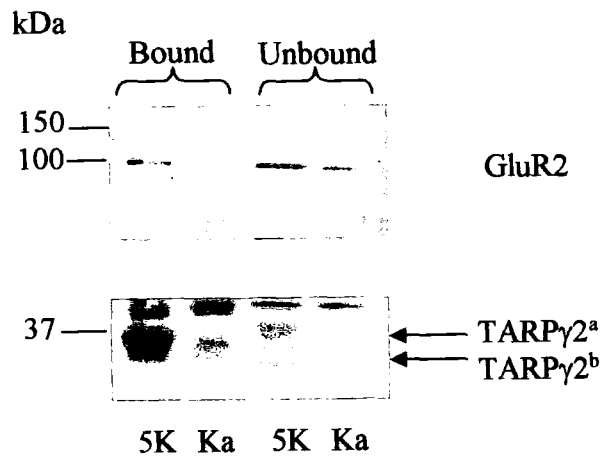 kDa
Bound Unbound
150
100 GluR2
37 TARPγ2ᵃ
TARPγ2ᵇ
5K Ka 5K Ka